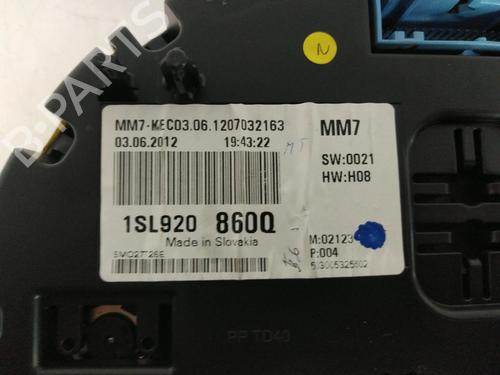 B-PARTS
N
MM7-KEC03.06.1207032163
MM7
03.06.2012 19:43:22
SW:0021
HW:H08
1SL920 860Q
Made in Slovakia
M:02123
P:004
PP TD40